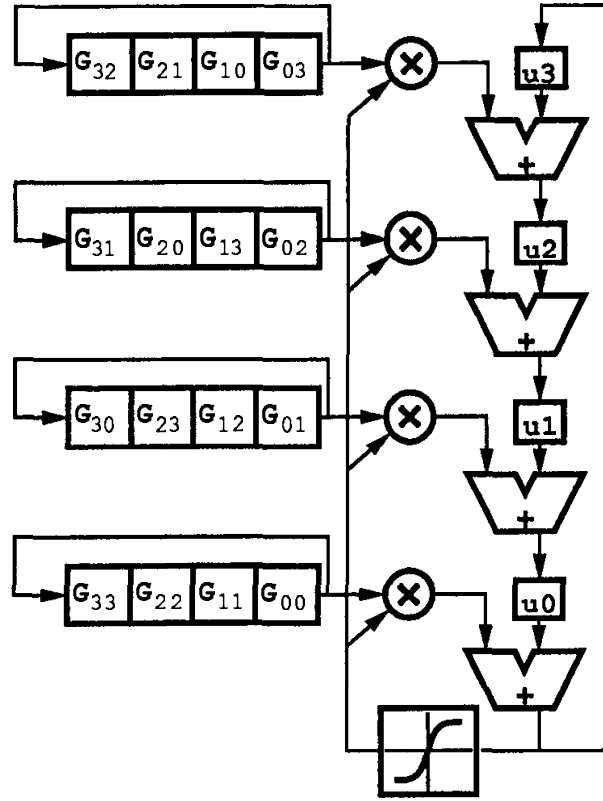 G32 G21 G10 G03 × u3
+
G31 G20 G13 G02 × u2
+
G30 G23 G12 G01 × u1
+
G33 G22 G11 G00 × u0
+